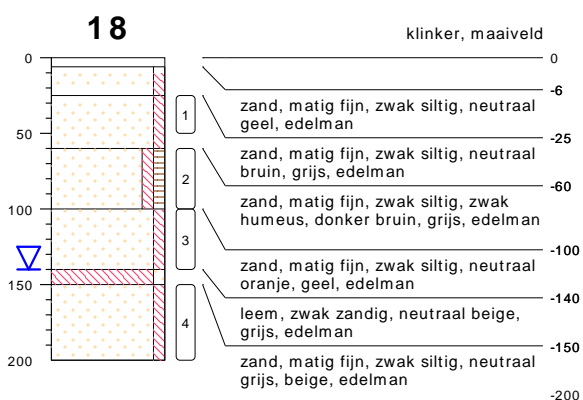 18
klinker, maaiveld
0
0
-6
zand, matig fijn, zwak siltig, neutraal
geel, edelman
1
-25
50
zand, matig fijn, zwak siltig, neutraal
bruin, grijs, edelman
2
-60
zand, matig fijn, zwak siltig, zwak
humeus, donker bruin, grijs, edelman
100
3
-100
zand, matig fijn, zwak siltig, neutraal
oranje, geel, edelman
150
-140
leem, zwak zandig, neutraal beige,
grijs, edelman
4
-150
zand, matig fijn, zwak siltig, neutraal
grijs, beige, edelman
200
-200